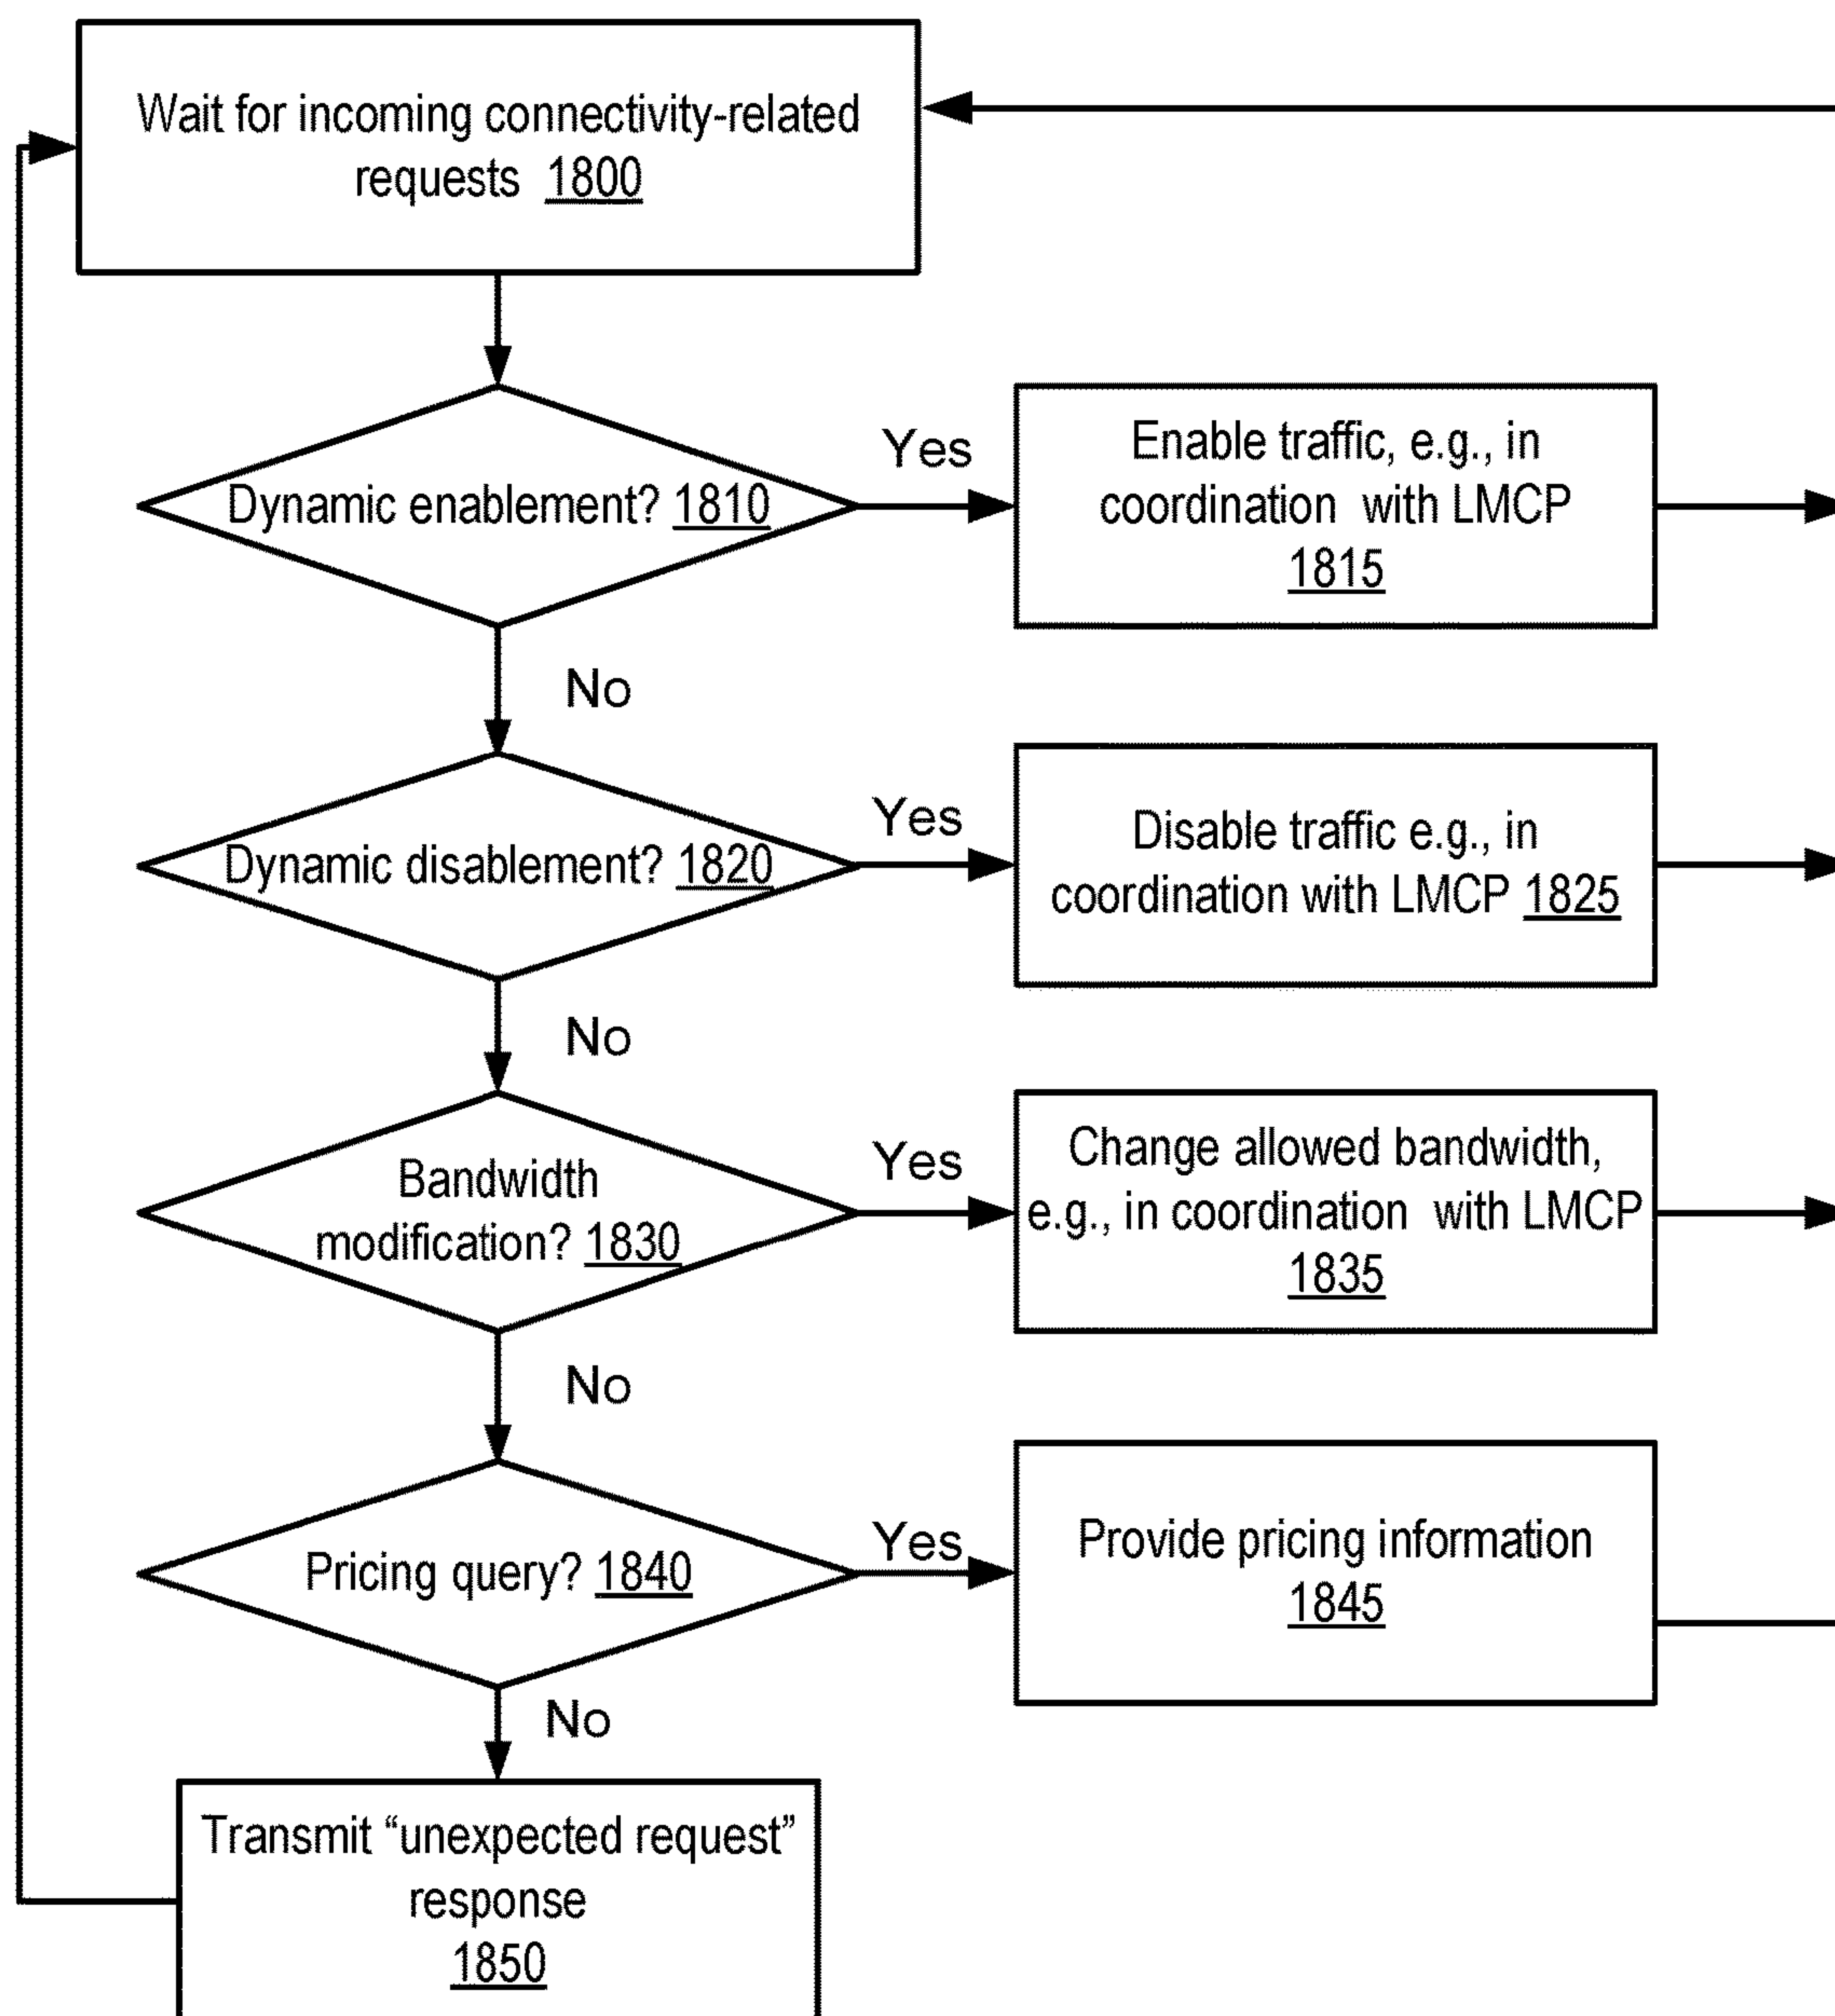 Wait for incoming connectivity-related
requests 1800
Dynamic enablement? 1810
Yes
Enable traffic, e.g., in
coordination with LMCP
1815
No
Dynamic disablement? 1820
Yes
Disable traffic e.g., in
coordination with LMCP 1825
No
Bandwidth
modification? 1830
Yes
Change allowed bandwidth,
e.g., in coordination with LMCP
1835
No
Pricing query? 1840
Yes
Provide pricing information
1845
No
Transmit “unexpected request”
response
1850